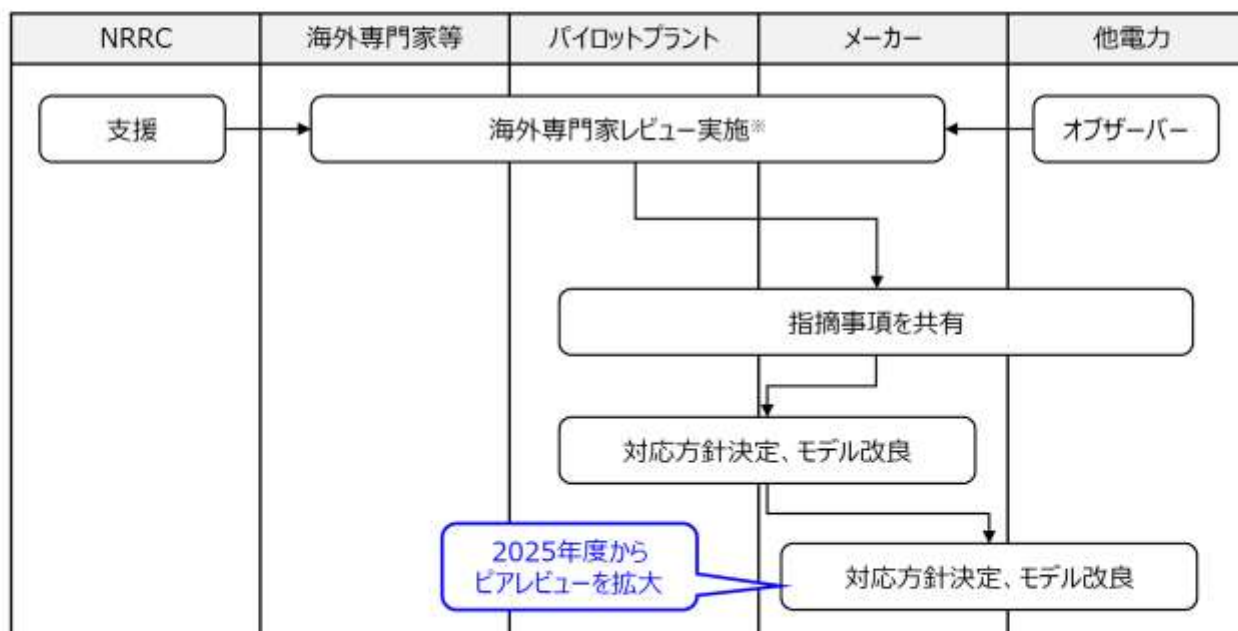 NRRC
海外専門家等
パイロットプラント
メーカー
他電力
支援
海外専門家レビュー実施※
オブザーバー
指摘事項を共有
対応方針決定、モデル改良
2025年度から
ピアレビューを拡大
対応方針決定、モデル改良